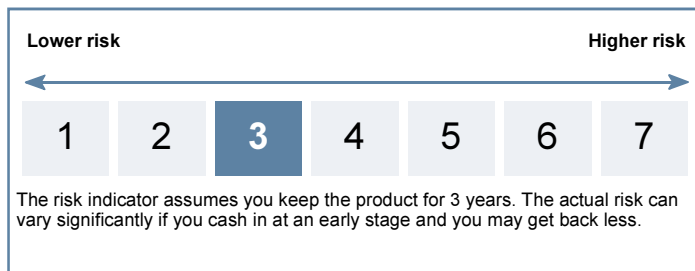 Lower risk Higher risk
1 2 3 4 5 6 7
The risk indicator assumes you keep the product for 3 years. The actual risk can
vary significantly if you cash in at an early stage and you may get back less.